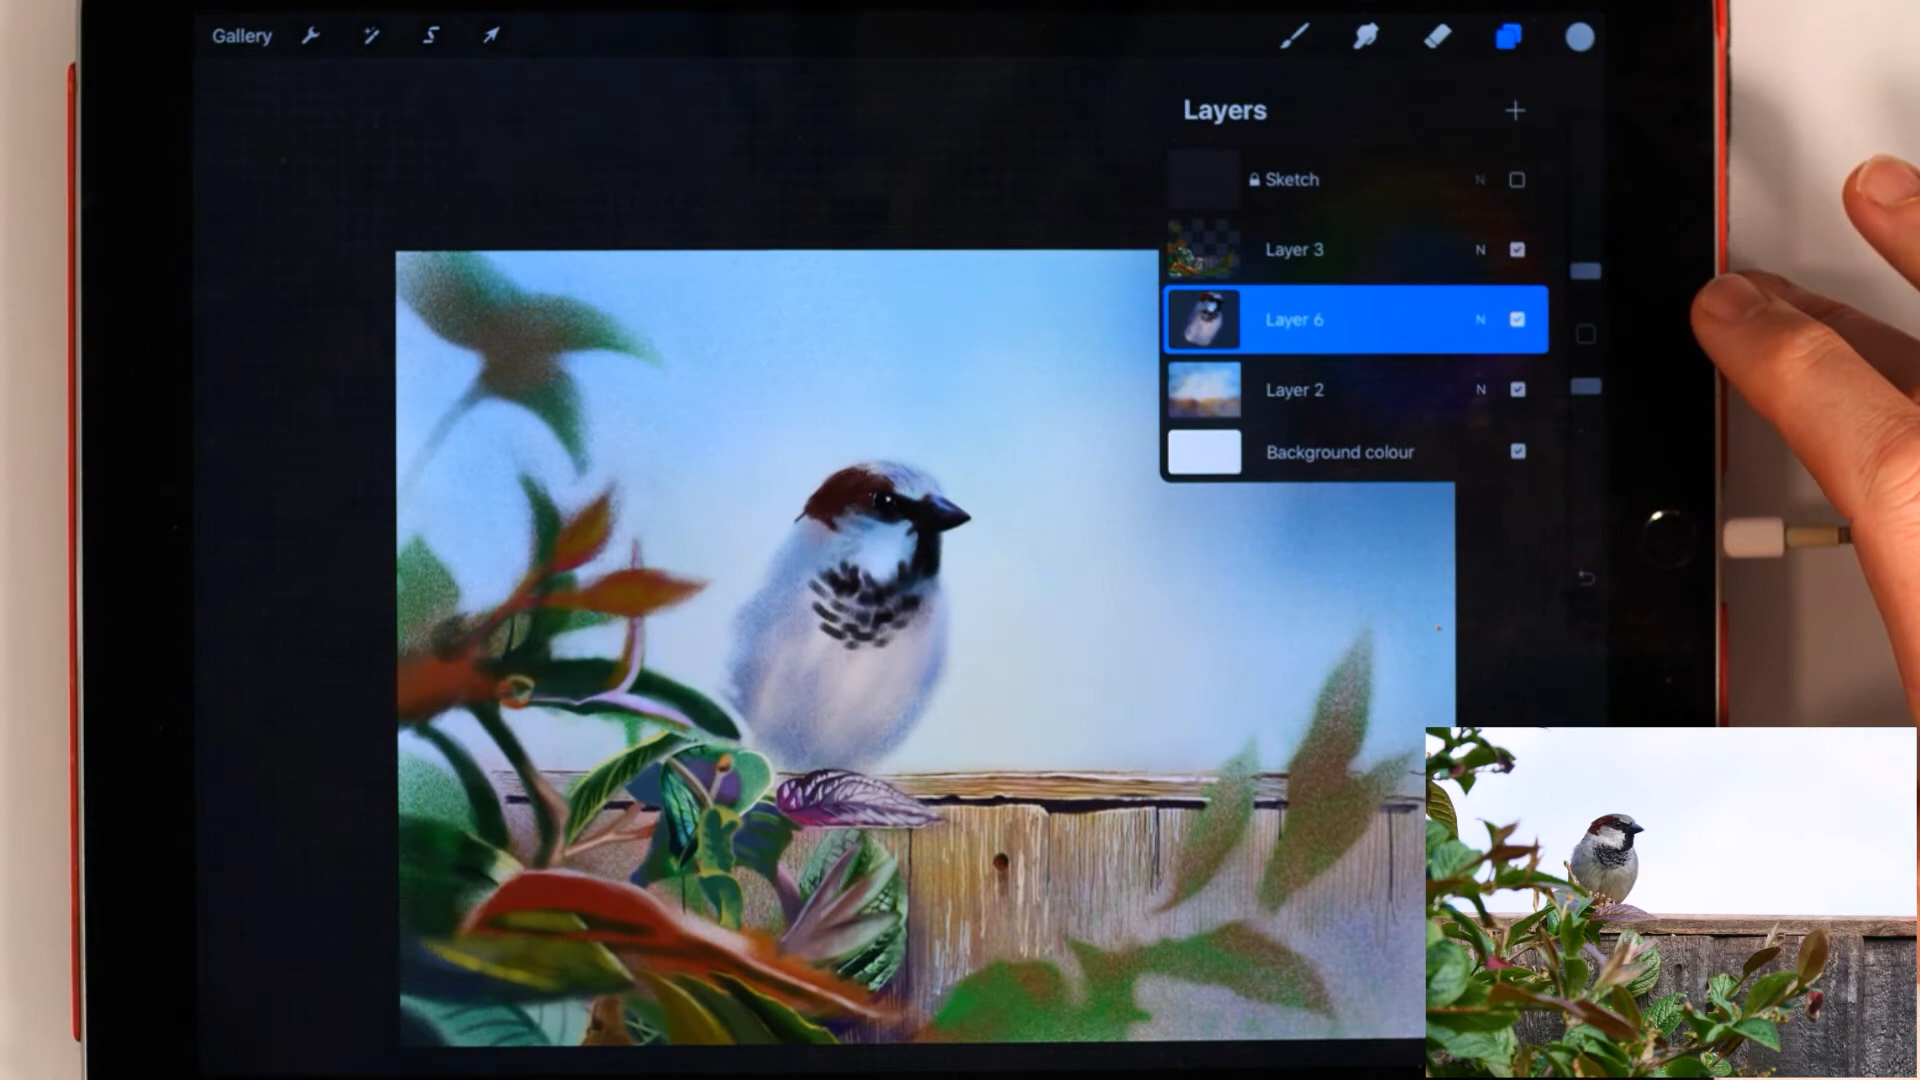 Gallery
Layers
Sketch N
Layer 3 N
Layer 6 N
Layer 2 N
Background colour